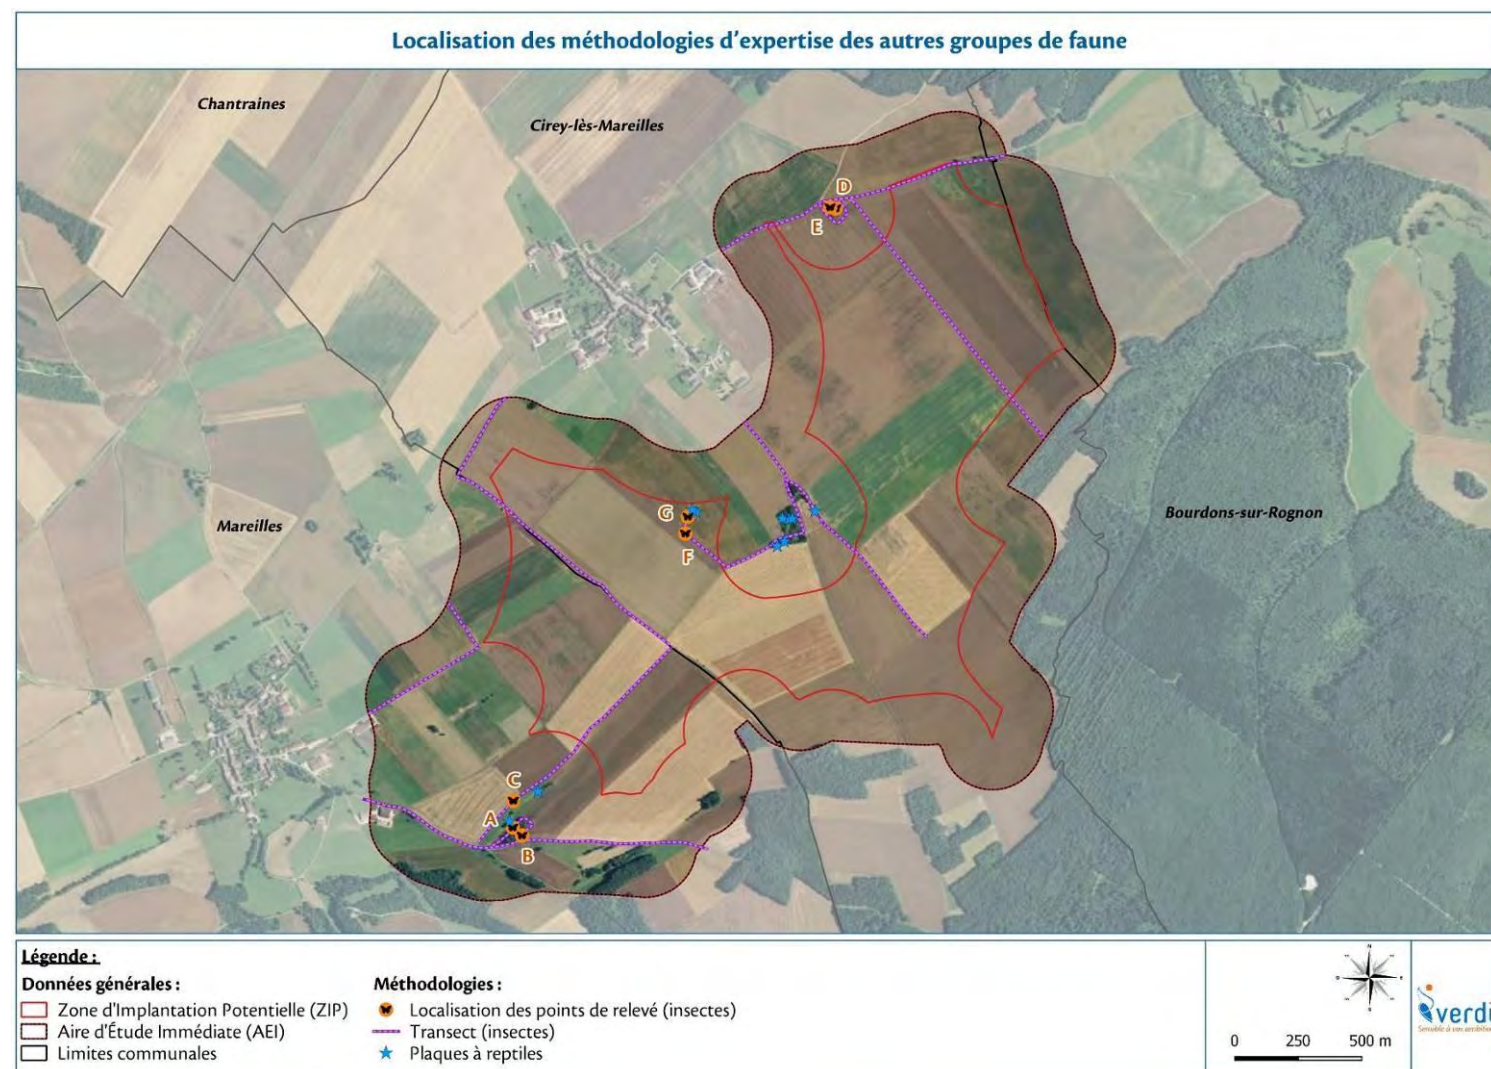 Localisation des méthodologies d'expertise des autres groupes de faune
Chantraines
Cirey-lès-Mareilles
D
E
G
F
Mareilles
Bourdons-sur-Rognon
C
A
B
Légende :
Données générales :
Zone d'Implantation Potentielle (ZIP)
Aire d'Étude Immédiate (AEI)
Limites communales
Méthodologies :
Localisation des points de relevé (insectes)
Transect (insectes)
Plaques à reptiles
N
0 250 500 m
verdi